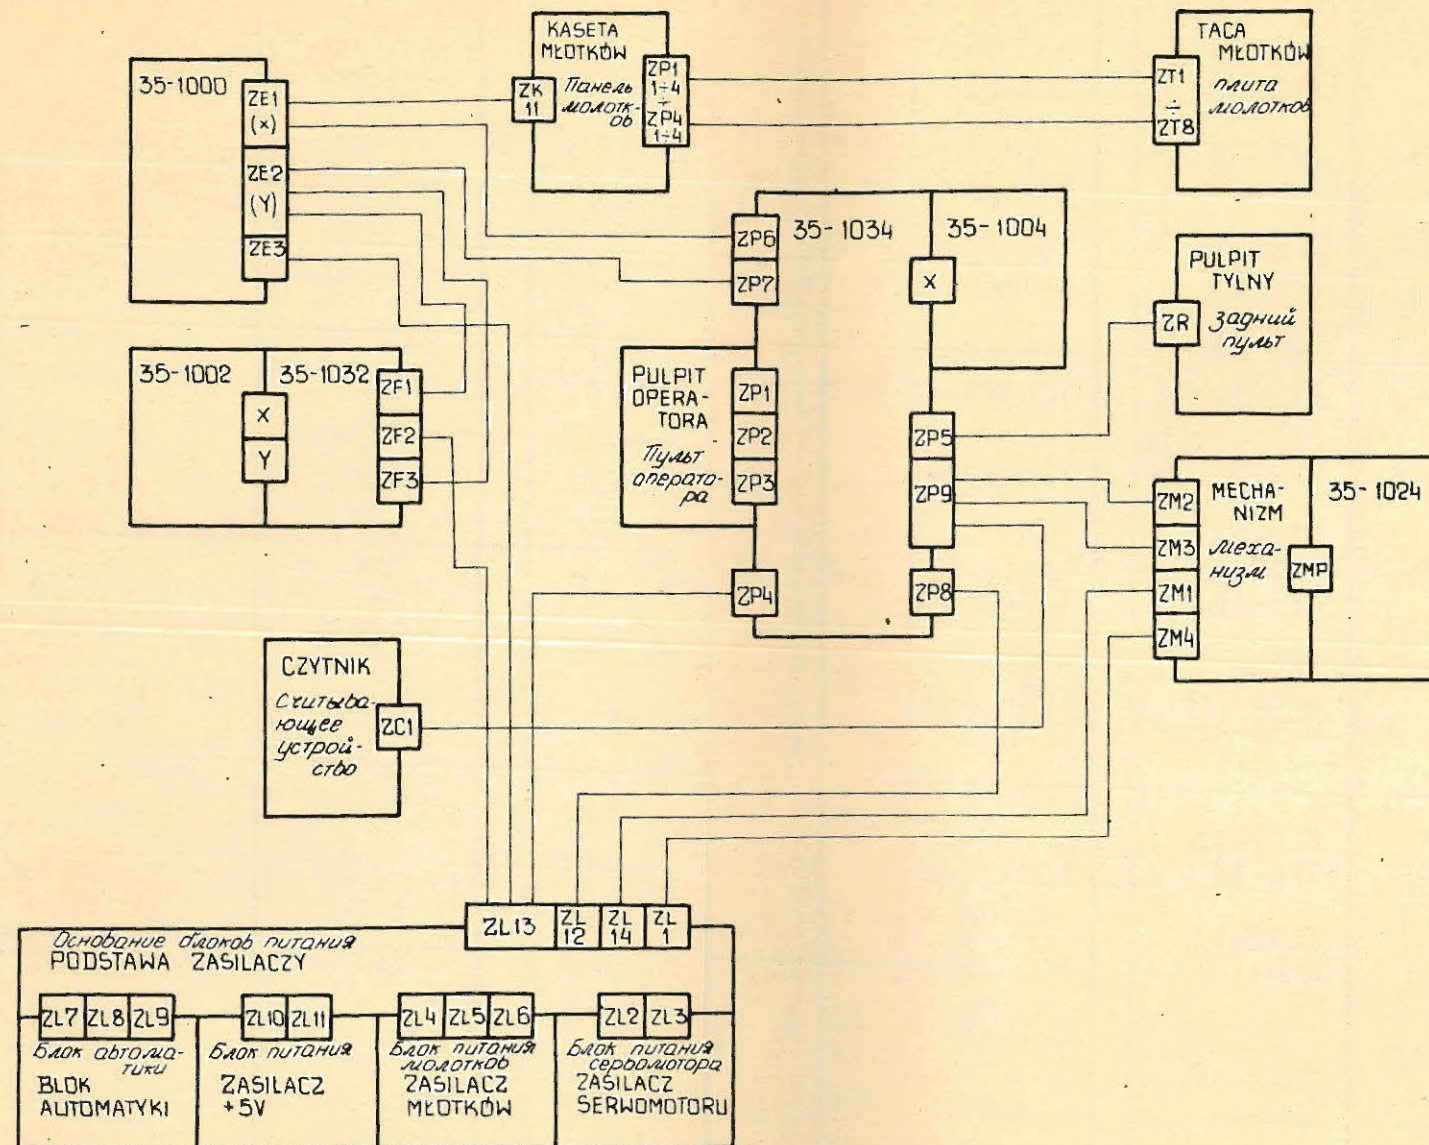 KASETA
MŁOTKÓW
Панель
молотк-
ов
ZK
11
ZP1
1÷4
÷
ZP4
1÷4
TACA
MŁOTKÓW
плита
молотков
ZT1
÷
ZT8
35-1000
ZE1
(x)
ZE2
(Y)
ZE3
35-1034
35-1004
ZP6
ZP7
X
PULPIT
TYLNY
Задний
пульт
ZR
35-1002
35-1032
X
Y
ZF1
ZF2
ZF3
PULPIT
OPERA-
TORA
Пульт
операто-
ра
ZP1
ZP2
ZP3
ZP4
ZP5
ZP9
ZP8
ZM2
ZM3
ZM1
ZM4
MECHA-
NIZM
Меха-
низм
35-1024
ZMP
CZYTNIK
Считыва-
ющее
устрой-
ство
ZC1
ZL13
ZL
12
ZL
14
ZL
1
Основание блоков питания
PODSTAWA ZASILACZY
ZL7 ZL8 ZL9
Блок автома-
тики
BLOK
AUTOMATYKI
ZL10 ZL11
Блок питания
ZASILACZ
+5V
ZL4 ZL5 ZL6
Блок питания
молотков
ZASILACZ
MŁOTKÓW
ZL2 ZL3
Блок питания
сервомотора
ZASILACZ
SERWOMOTORU